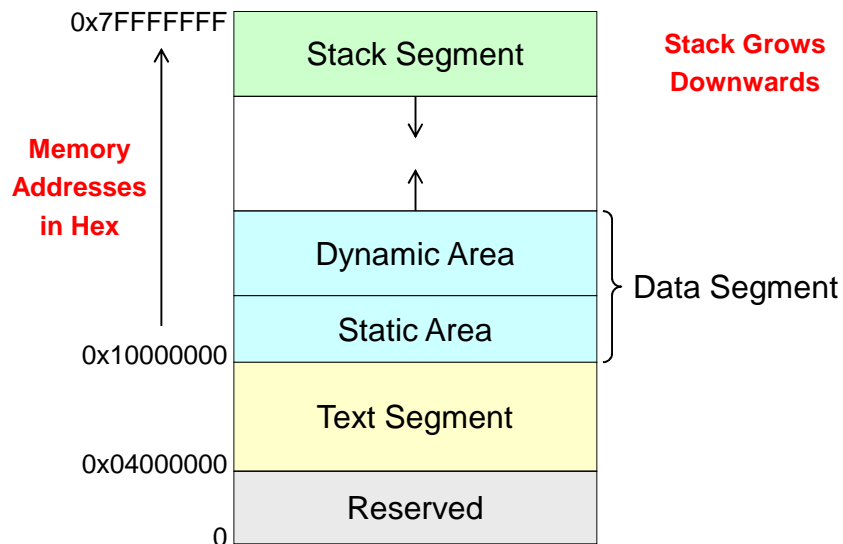 0x7FFFFFFF
Stack Segment
Stack Grows
Downwards
Memory
Addresses
in Hex
Dynamic Area
Data Segment
Static Area
0x10000000
Text Segment
0x04000000
Reserved
0